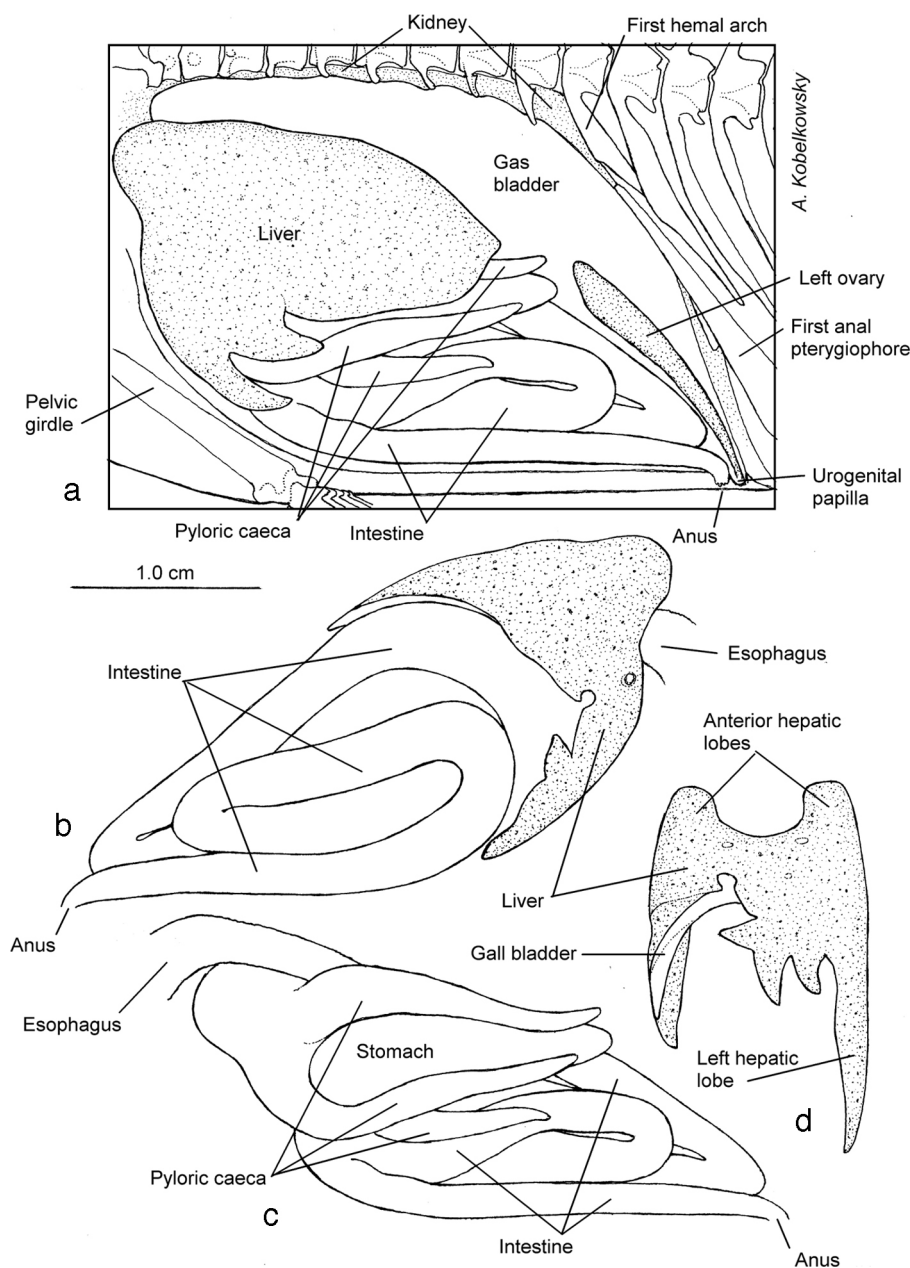 Kidney
First hemal arch
A. Kobelkowsky
Gas
bladder
Liver
Left ovary
First anal
pterygiophore
Pelvic
girdle
a
Urogenital
papilla
Pyloric caeca
Intestine
Anus
1.0 cm
Esophagus
Intestine
Anterior hepatic
lobes
b
Liver
Anus
Gall bladder
Esophagus
Stomach
Left hepatic
lobe
d
Pyloric caeca
c
Intestine
Anus